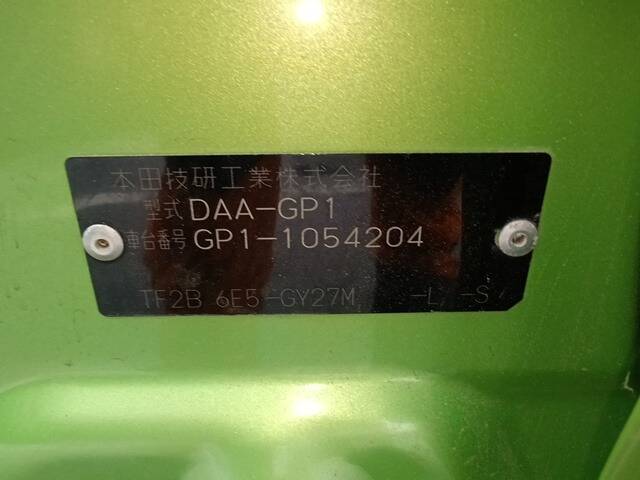 本田技研工業株式会社
型式 DAA-GP1
車台番号 GP1-1054204
TF2B 6E5-GY27M -L -S